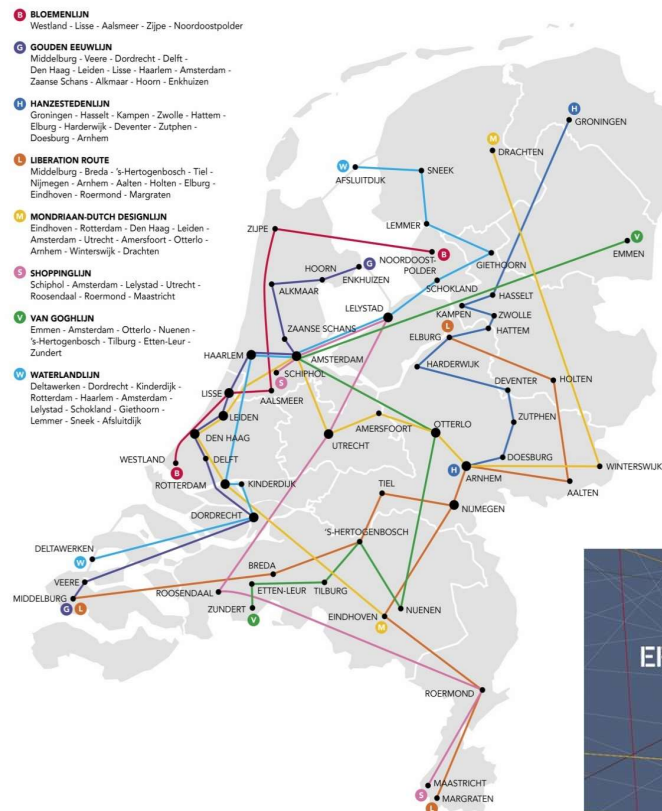 B BLOEMENLIJN
Westland - Lisse - Aalsmeer - Zijpe - Noordoostpolder
G GOUDEN EEUWLIJN
Middelburg - Veere - Dordrecht - Delft -
Den Haag - Leiden - Lisse - Haarlem - Amsterdam -
Zaanse Schans - Alkmaar - Hoorn - Enkhuizen
H HANZESTEDENLIJN
Groningen - Hasselt - Kampen - Zwolle - Hattem -
Elburg - Harderwijk - Deventer - Zutphen -
Doesburg - Arnhem
L LIBERATION ROUTE
Middelburg - Breda - 's-Hertogenbosch - Tiel -
Nijmegen - Arnhem - Aalten - Holten - Elburg -
Eindhoven - Roermond - Margraten
M MONDRIAAN-DUTCH DESIGNLIJN
Eindhoven - Rotterdam - Den Haag - Leiden -
Amsterdam - Utrecht - Amersfoort - Otterlo -
Arnhem - Winterswijk - Drachten
S SHOPPINGLIJN
Schiphol - Amsterdam - Lelystad - Utrecht -
Roosendaal - Roermond - Maastricht
V VAN GOGHLIJN
Emmen - Amsterdam - Otterlo - Nuenen -
's-Hertogenbosch - Tilburg - Etten-Leur -
Zundert
W WATERLANDLIJN
Deltawerken - Dordrecht - Kinderdijk -
Rotterdam - Haarlem - Amsterdam -
Lelystad - Schokland - Giethoorn -
Lemmer - Sneek - Afsluitdijk
H
GRONINGEN
M
DRACHTEN
W
AFSLUITDIJK
SNEEK
LEMMER
ZIJPE
V
EMMEN
NOORDOOST-
POLDER
B
GIETHOORN
HOORN
G
ENKHUIZEN
ALKMAAR
SCHOKLAND
LELYSTAD
HASSELT
KAMPEN
ZWOLLE
HATTEM
L
ELBURG
ZAANSE SCHANS
HAARLEM
AMSTERDAM
SCHIPHOL
S
HARDERWIJK
HOLTEN
DEVENTER
LISSE
AALSMEER
LEIDEN
ZUTPHEN
AMERSFOORT
OTTERLO
DEN HAAG
UTRECHT
DELFT
DOESBURG
WESTLAND
B
H
ARNHEM
WINTERSWIJK
AALTEN
ROTTERDAM
KINDERDIJK
TIEL
NIJMEGEN
DORDRECHT
'S-HERTOGENBOSCH
DELTAWERKEN
W
BREDA
VEERE
MIDDELBURG
G L
ROOSENDAAL
ETTEN-LEUR
TILBURG
ZUNDERT
V
EINDHOVEN
M
NUENEN
ROERMOND
MAASTRICHT
S
MARGRATEN
L